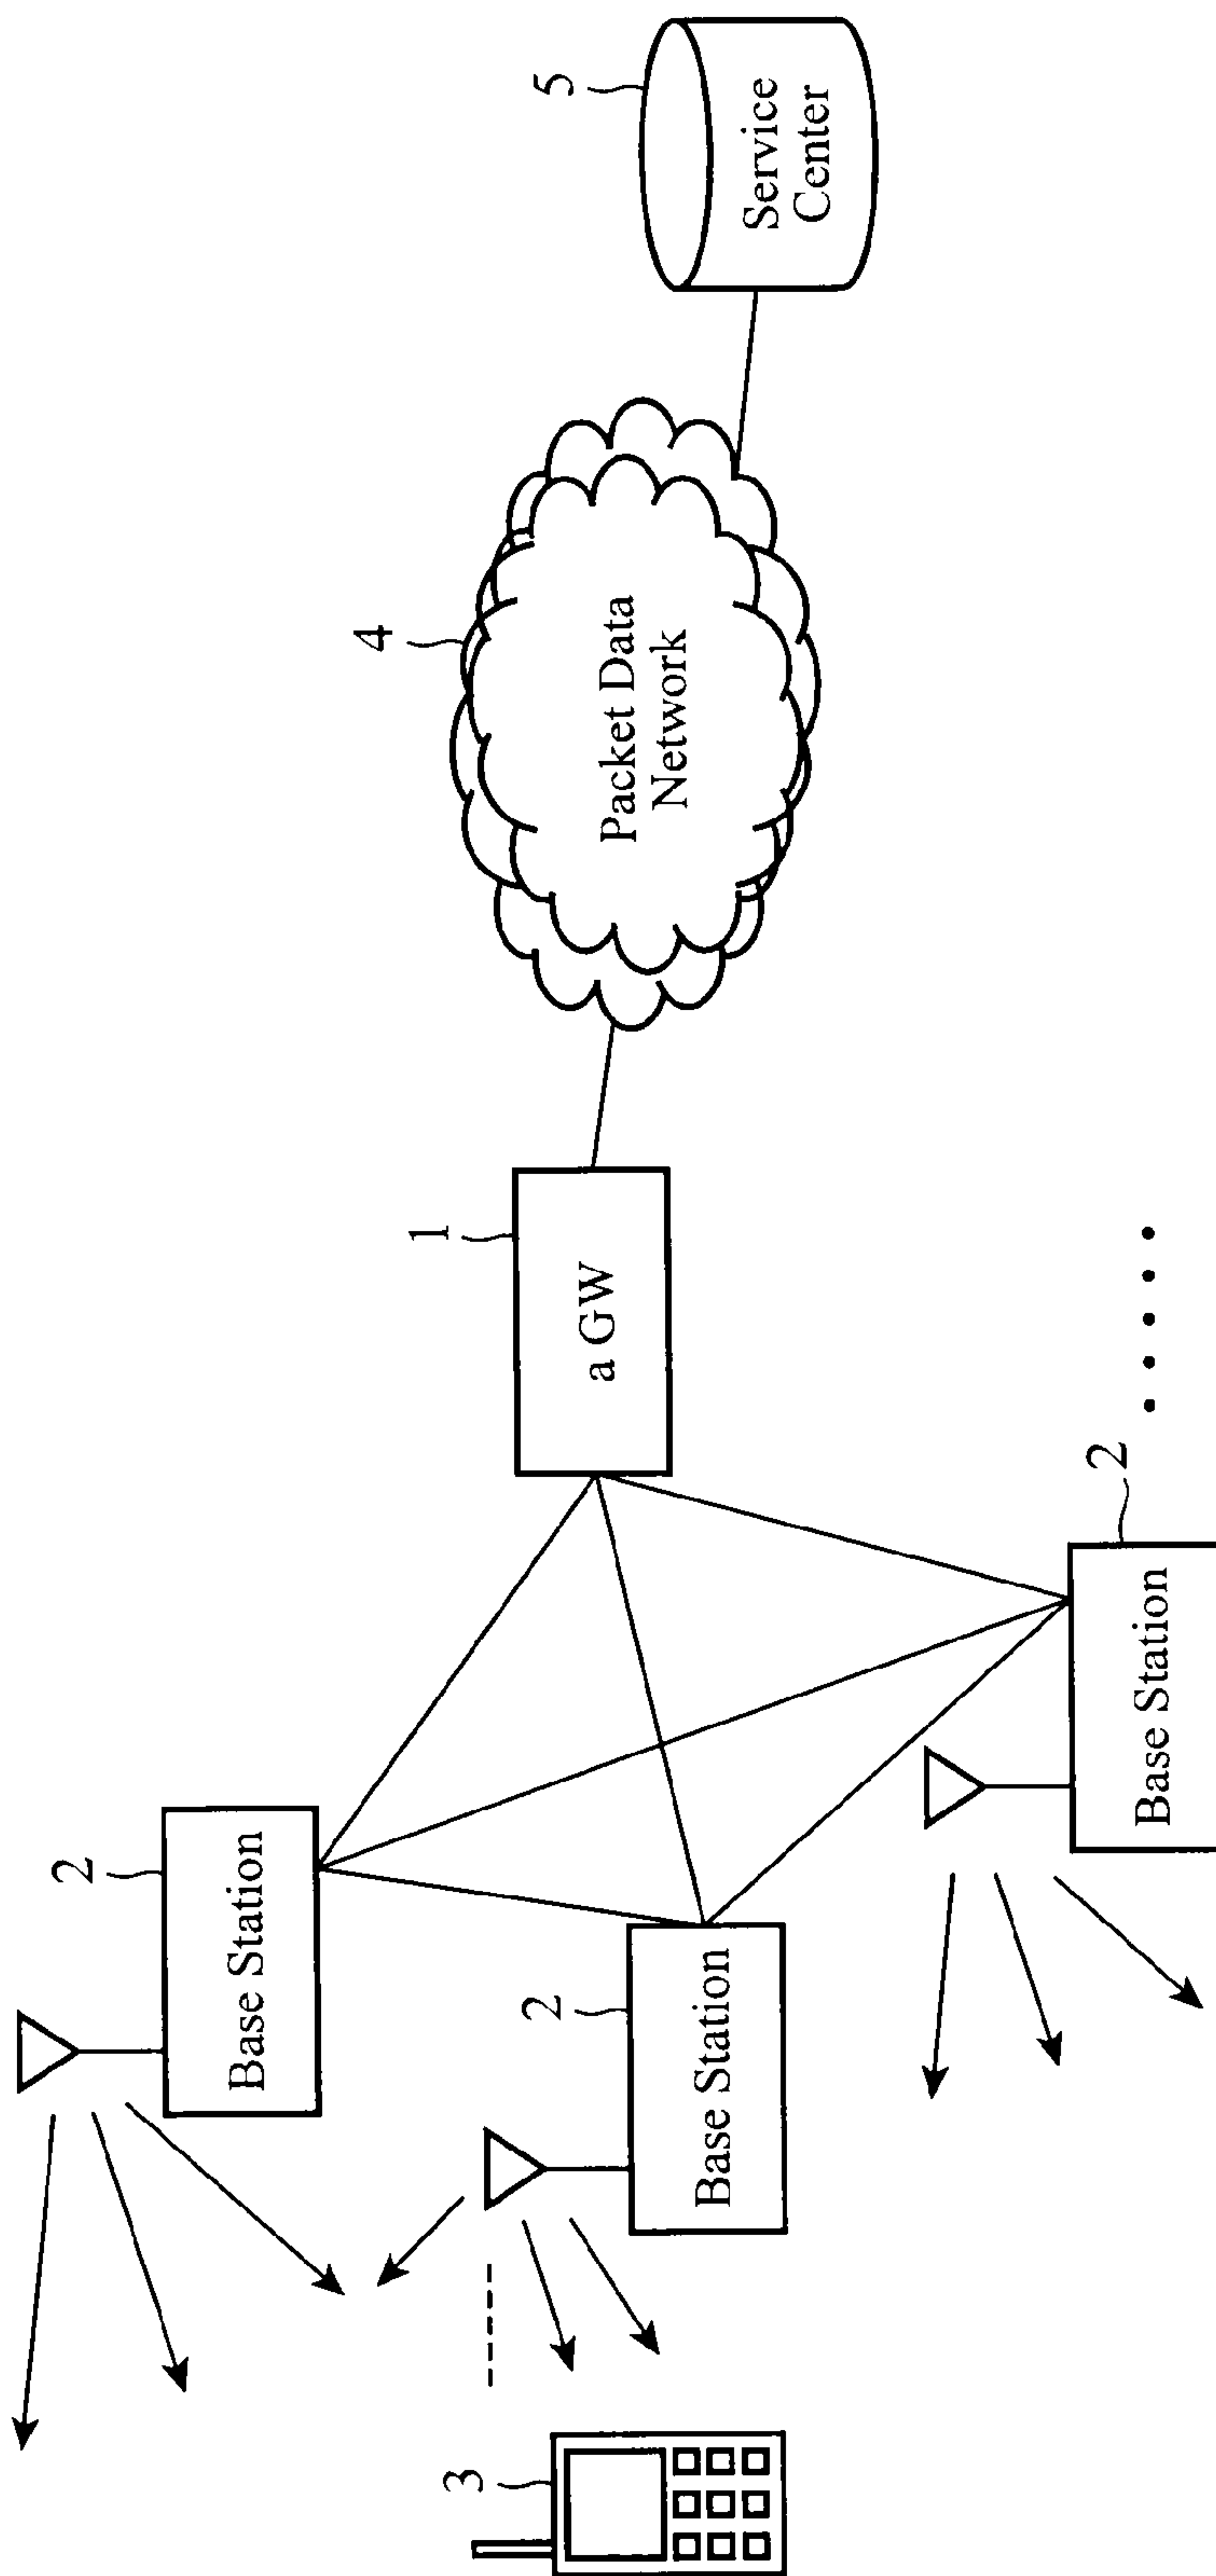 2
Base Station
3
2
Base Station
2
Base Station
1
a GW
4
Packet Data
Network
5
Service
Center